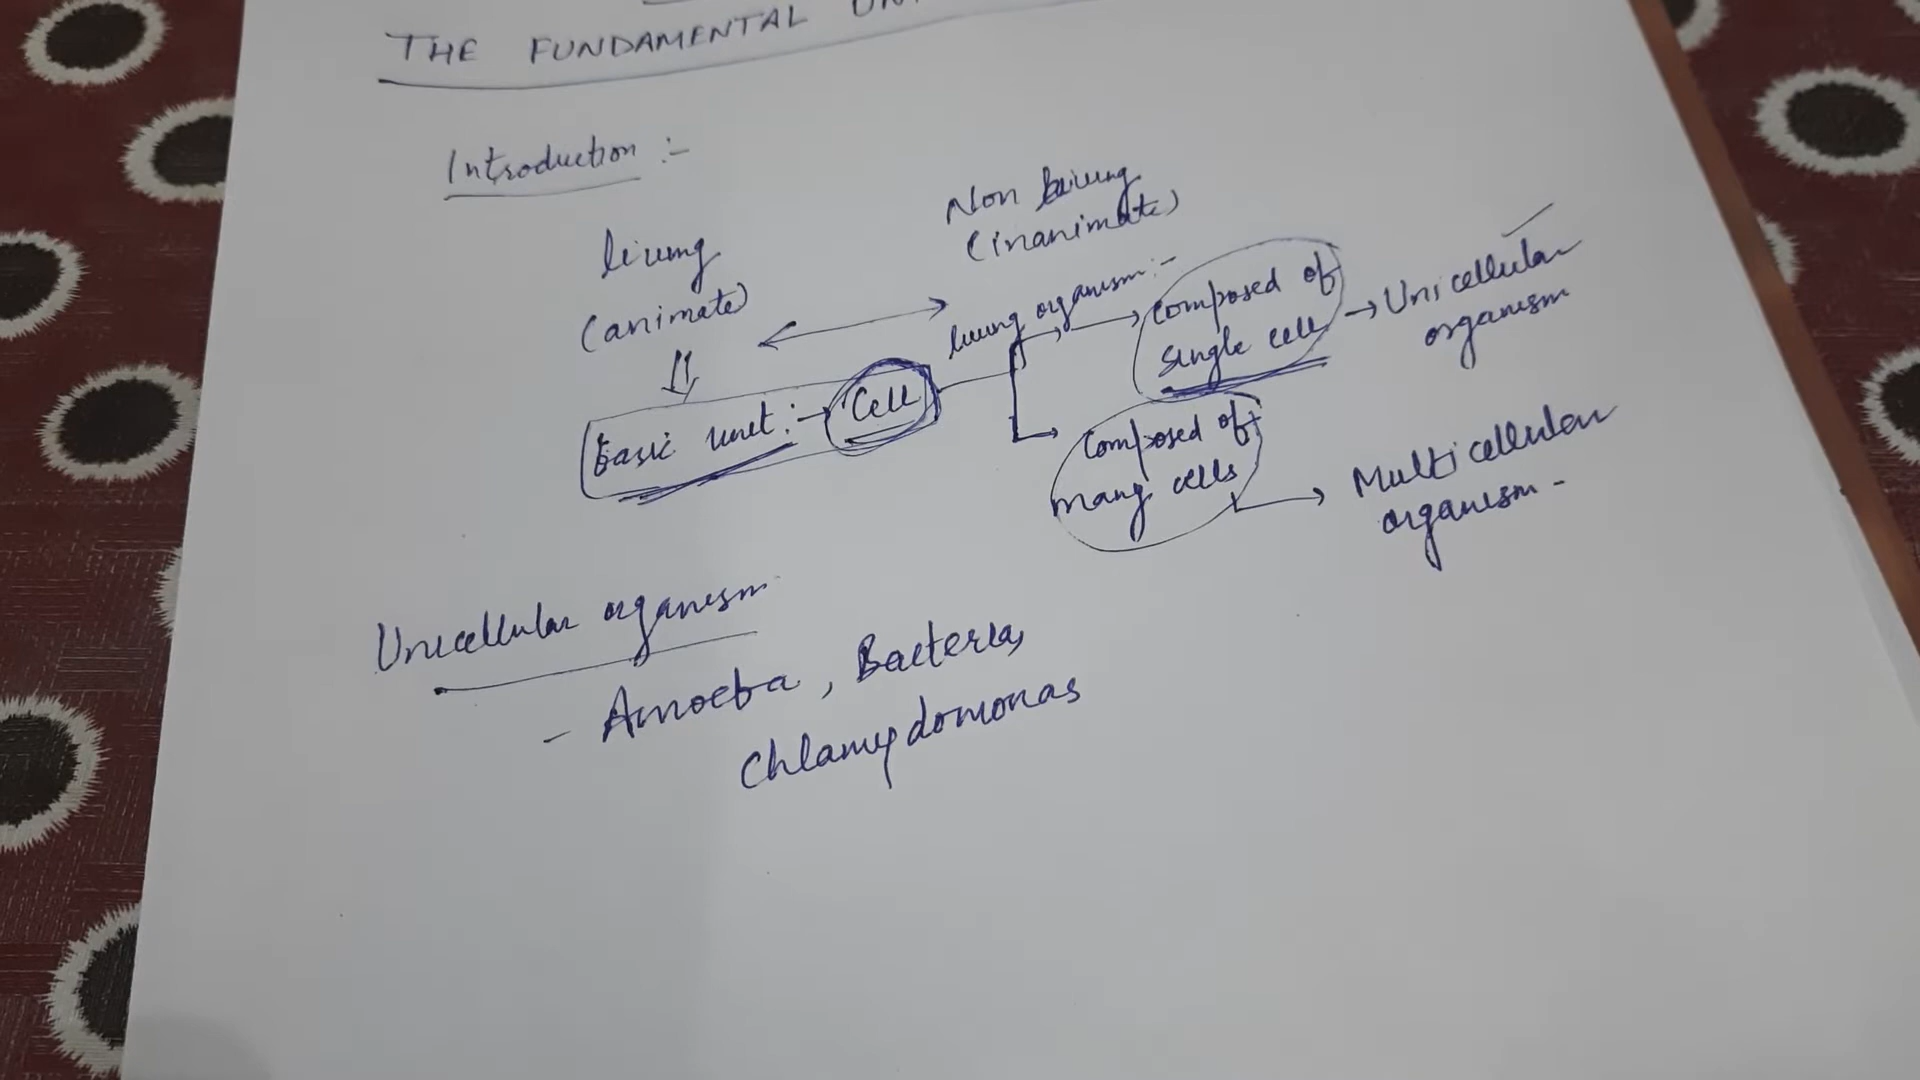 THE FUNDAMENTAL
Introduction :-
living
(animate)
Non living
(inanimate)
Basic unit :→ Cell
living organism :-
Composed of
single cell → Unicellular
organism
Composed of
many cells → Multicellular
organism -
Unicellular organism
- Amoeba , Bacteria,
Chlamydomonas